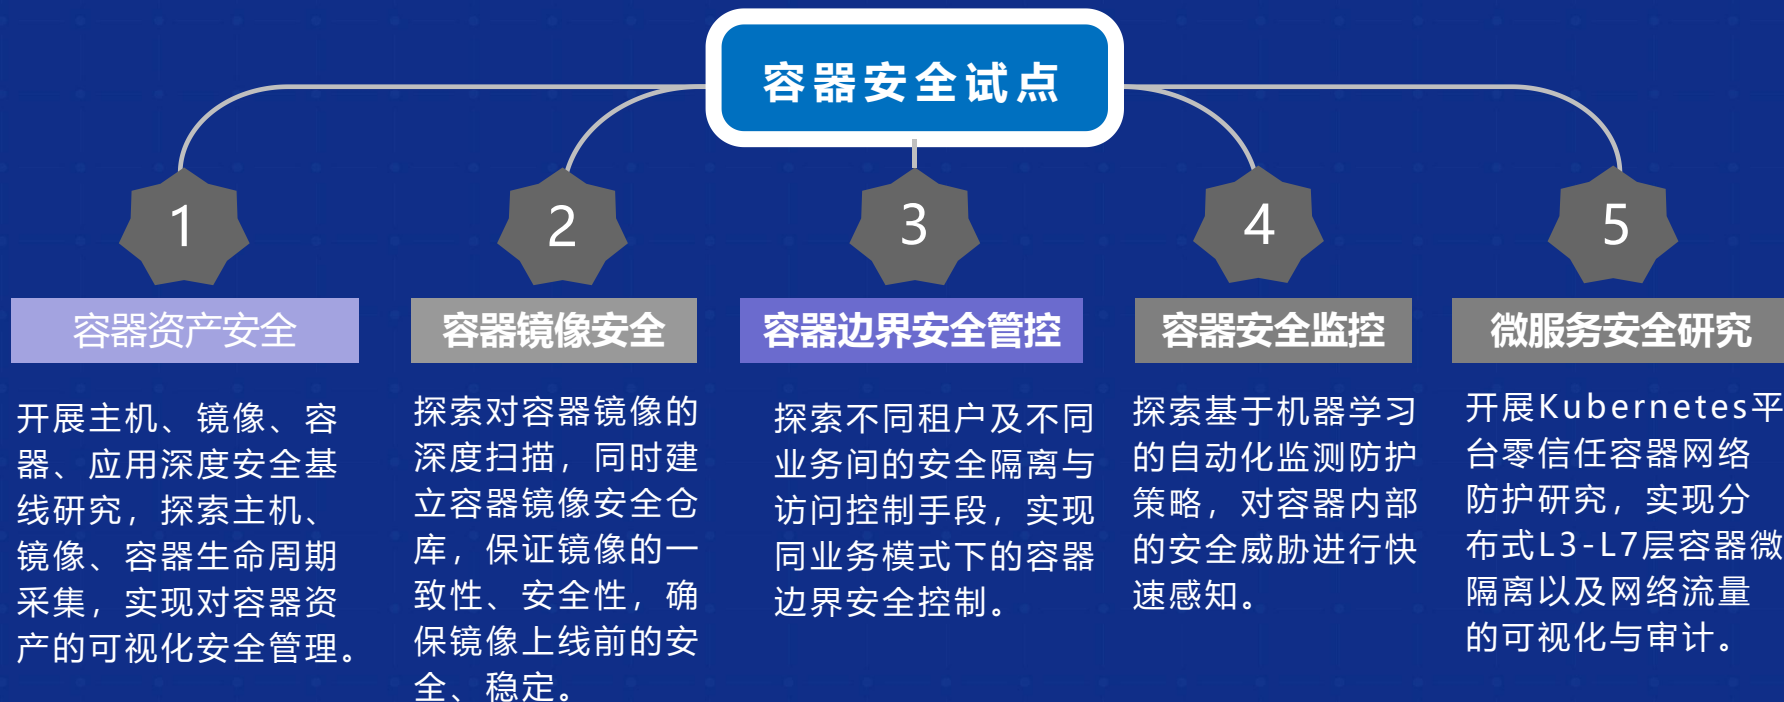 容器安全试点
1
容器资产安全
开展主机、镜像、容
器、应用深度安全基
线研究，探索主机、
镜像、容器生命周期
采集，实现对容器资
产的可视化安全管理。
2
容器镜像安全
探索对容器镜像的
深度扫描，同时建
立容器镜像安全仓
库，保证镜像的一
致性、安全性，确
保镜像上线前的安
全、稳定。
3
容器边界安全管控
探索不同租户及不同
业务间的安全隔离与
访问控制手段，实现
同业务模式下的容器
边界安全控制。
4
容器安全监控
探索基于机器学习
的自动化监测防护
策略，对容器内部
的安全威胁进行快
速感知。
5
微服务安全研究
开展Kubernetes平
台零信任容器网络
防护研究，实现分
布式L3-L7层容器微
隔离以及网络流量
的可视化与审计。